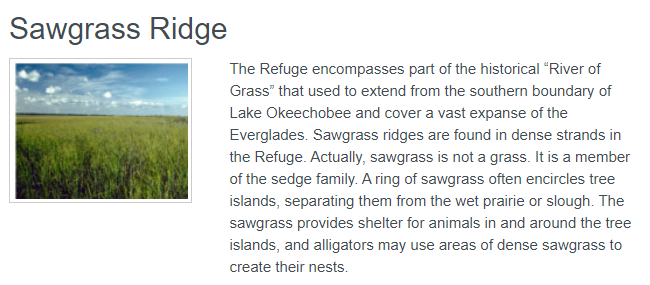 Sawgrass Ridge
The Refuge encompasses part of the historical “River of
Grass” that used to extend from the southern boundary of
Lake Okeechobee and cover a vast expanse of the
Everglades. Sawgrass ridges are found in dense strands in
the Refuge. Actually, sawgrass is not a grass. It is a member
of the sedge family. A ring of sawgrass often encircles tree
islands, separating them from the wet prairie or slough. The
sawgrass provides shelter for animals in and around the tree
islands, and alligators may use areas of dense sawgrass to
create their nests.